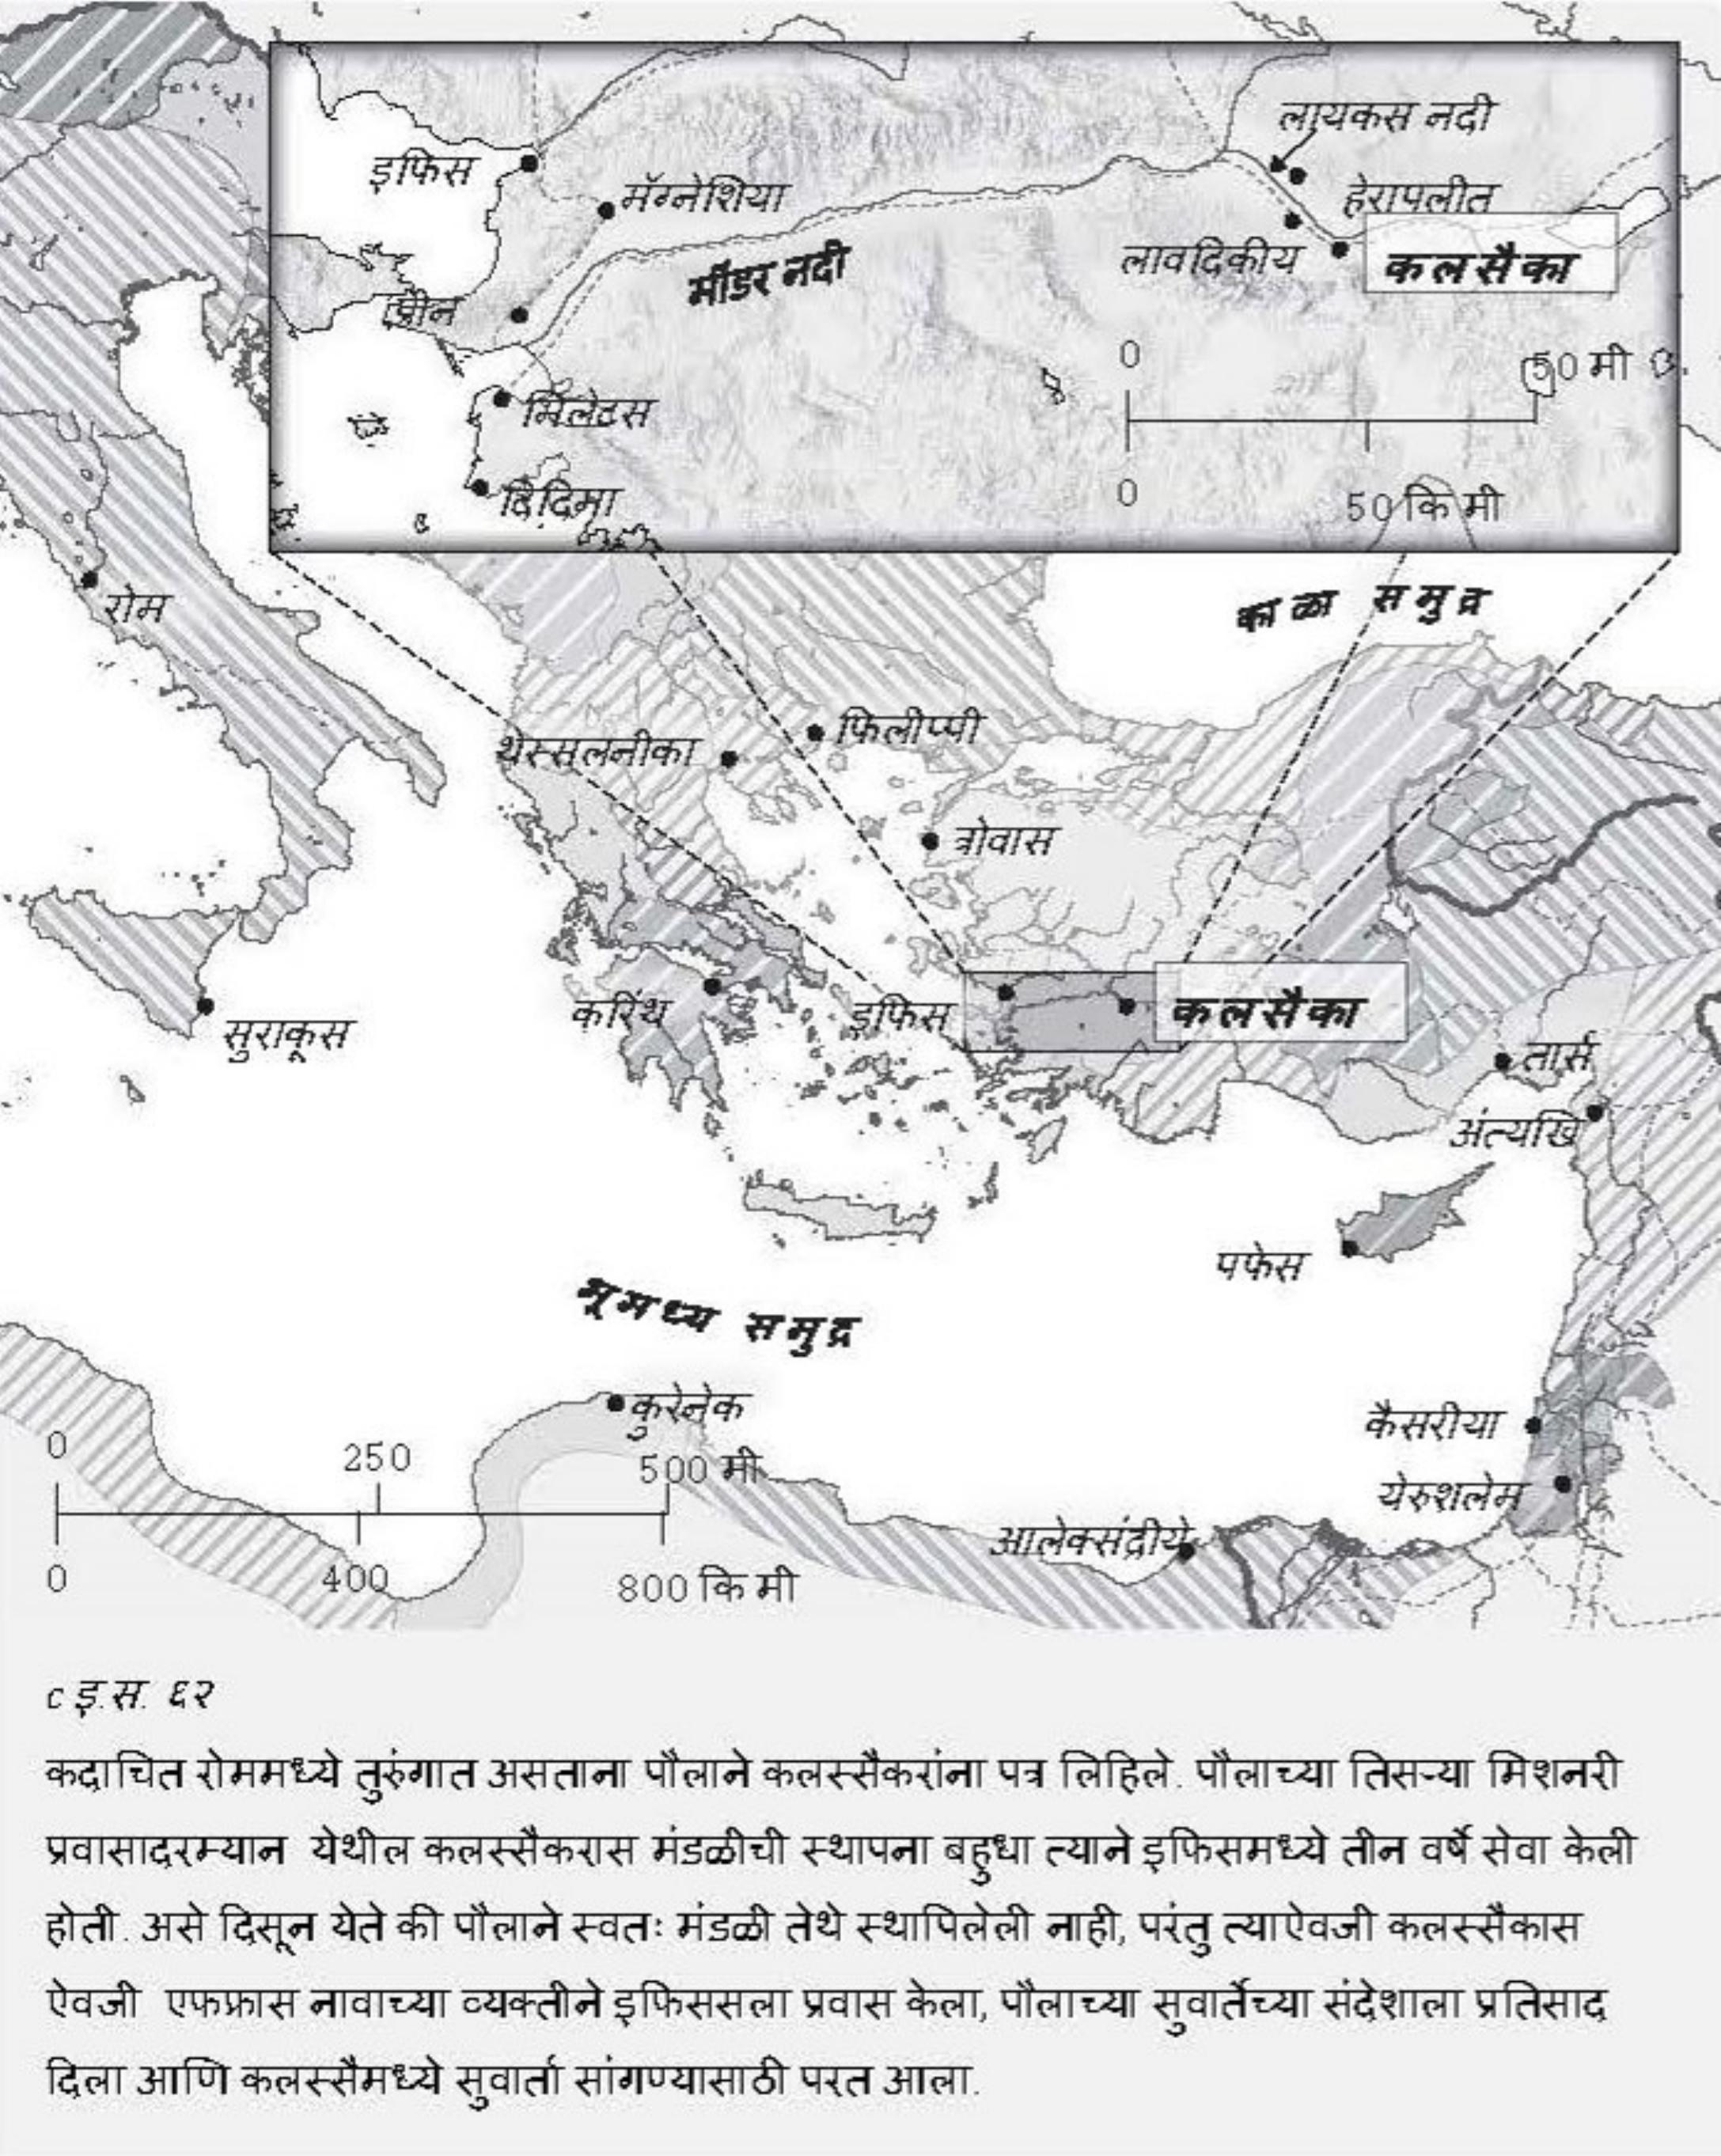 लायकस नदी
इफिस
मॅग्नेशिया
हेरापलीत
मॅीडर नदी
लावदिकीय
कलसैका
प्रीन
0
50 मी
मिलेटस
0
50 कि मी
दिदिमा
काळा समुद्र
रोम
फिलीप्पी
थेस्सलनीका
त्रोवास
सुराकूस
करिंथ
इफिस
कलसैका
तार्स
अंत्यखि
पफेस
भूमध्य समुद्र
कुरेनेक
कैसरीया
0
250
500 मी
येरुशलेम
आलेक्संद्रीये
0
400
800 कि मी
c इ.स. ६२
कदाचित रोममध्ये तुरुंगात असताना पौलाने कलस्सैकरांना पत्र लिहिले. पौलाच्या तिसऱ्या मिशनरी
प्रवासादरम्यान येथील कलस्सैकरास मंडळीची स्थापना बहुधा त्याने इफिसमध्ये तीन वर्षे सेवा केली
होती. असे दिसून येते की पौलाने स्वतः मंडळी तेथे स्थापिलेली नाही, परंतु त्याऐवजी कलस्सैकास
ऐवजी एफफ्रास नावाच्या व्यक्तीने इफिससला प्रवास केला, पौलाच्या सुवार्तेच्या संदेशाला प्रतिसाद
दिला आणि कलस्सैमध्ये सुवार्ता सांगण्यासाठी परत आला.